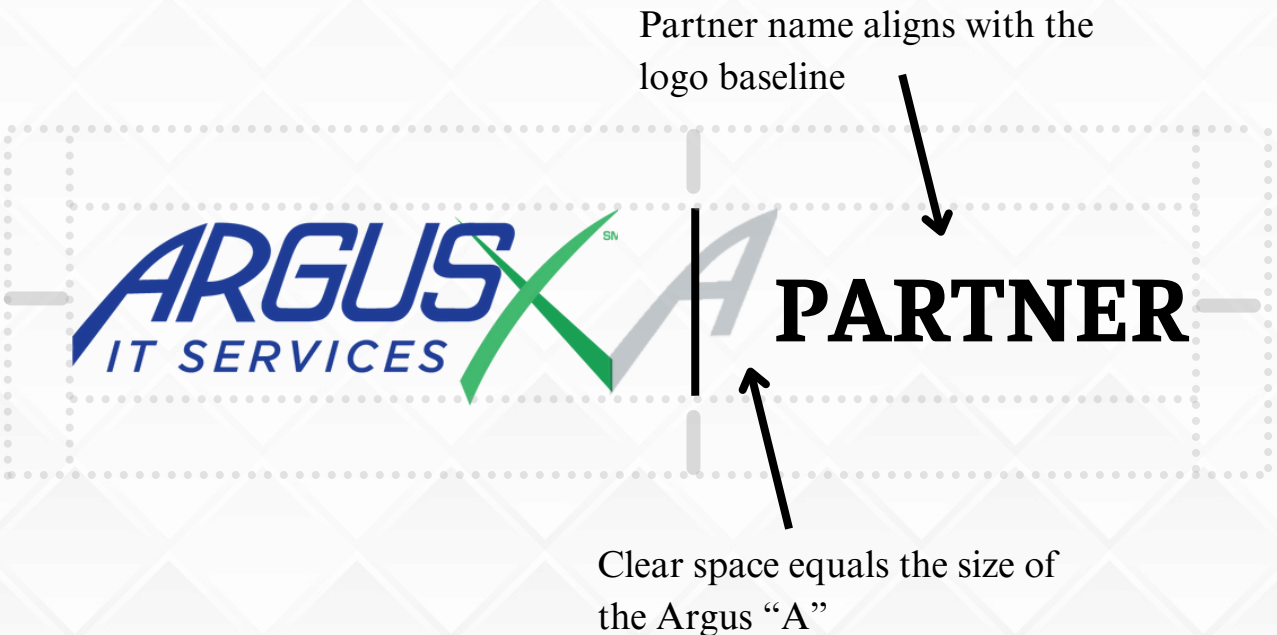 Partner name aligns with the
logo baseline
ARGUS SM
IT SERVICES
A
PARTNER
Clear space equals the size of
the Argus “A”